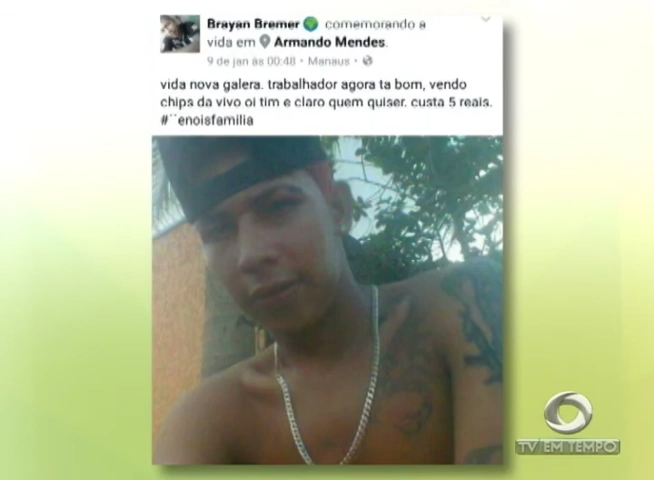 Brayan Bremer comemorando a
vida em Armando Mendes.
9 de jan às 00:48 • Manaus •
vida nova galera. trabalhador agora ta bom, vendo
chips da vivo oi tim e claro quem quiser. custa 5 reais.
#¨enoisfamilia
TV EM TEMPO